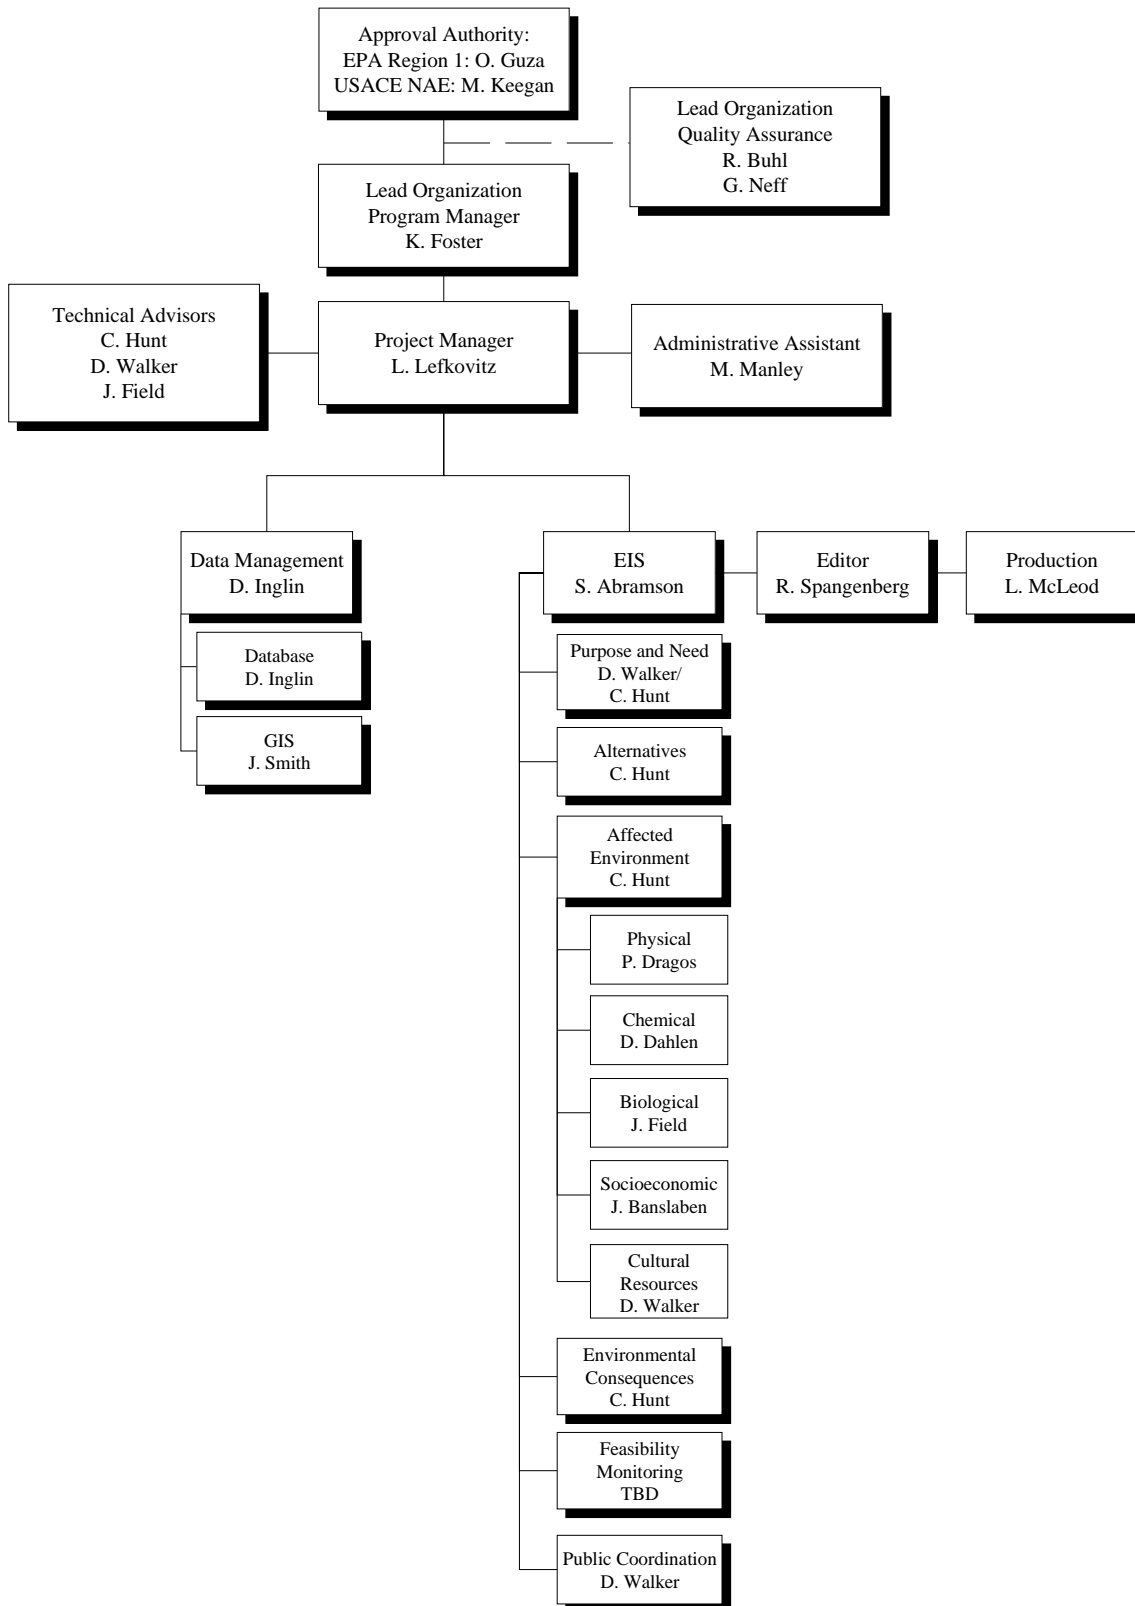 Approval Authority:
EPA Region 1: O. Guza
USACE NAE: M. Keegan
Lead Organization
Quality Assurance
R. Buhl
G. Neff
Lead Organization
Program Manager
K. Foster
Technical Advisors
C. Hunt
D. Walker
J. Field
Project Manager
L. Lefkovitz
Administrative Assistant
M. Manley
Data Management
D. Inglin
Database
D. Inglin
GIS
J. Smith
EIS
S. Abramson
Editor
R. Spangenberg
Production
L. McLeod
Purpose and Need
D. Walker/
C. Hunt
Alternatives
C. Hunt
Affected
Environment
C. Hunt
Physical
P. Dragos
Chemical
D. Dahlen
Biological
J. Field
Socioeconomic
J. Banslaben
Cultural
Resources
D. Walker
Environmental
Consequences
C. Hunt
Feasibility
Monitoring
TBD
Public Coordination
D. Walker